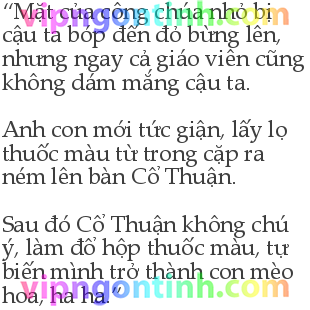 “Mặt của công chúa nhỏ bị
vipngontinh.com
cậu ta bóp đến đỏ bừng lên,
nhưng ngay cả giáo viên cũng
không dám mắng cậu ta.
Anh con mới tức giận, lấy lọ
thuốc màu từ trong cặp ra
ném lên bàn Cổ Thuận.
Sau đó Cổ Thuận không chú
ý, làm đổ hộp thuốc màu, tự
biến mình trở thành con mèo
vipngontinh.com
hoa, ha ha.”